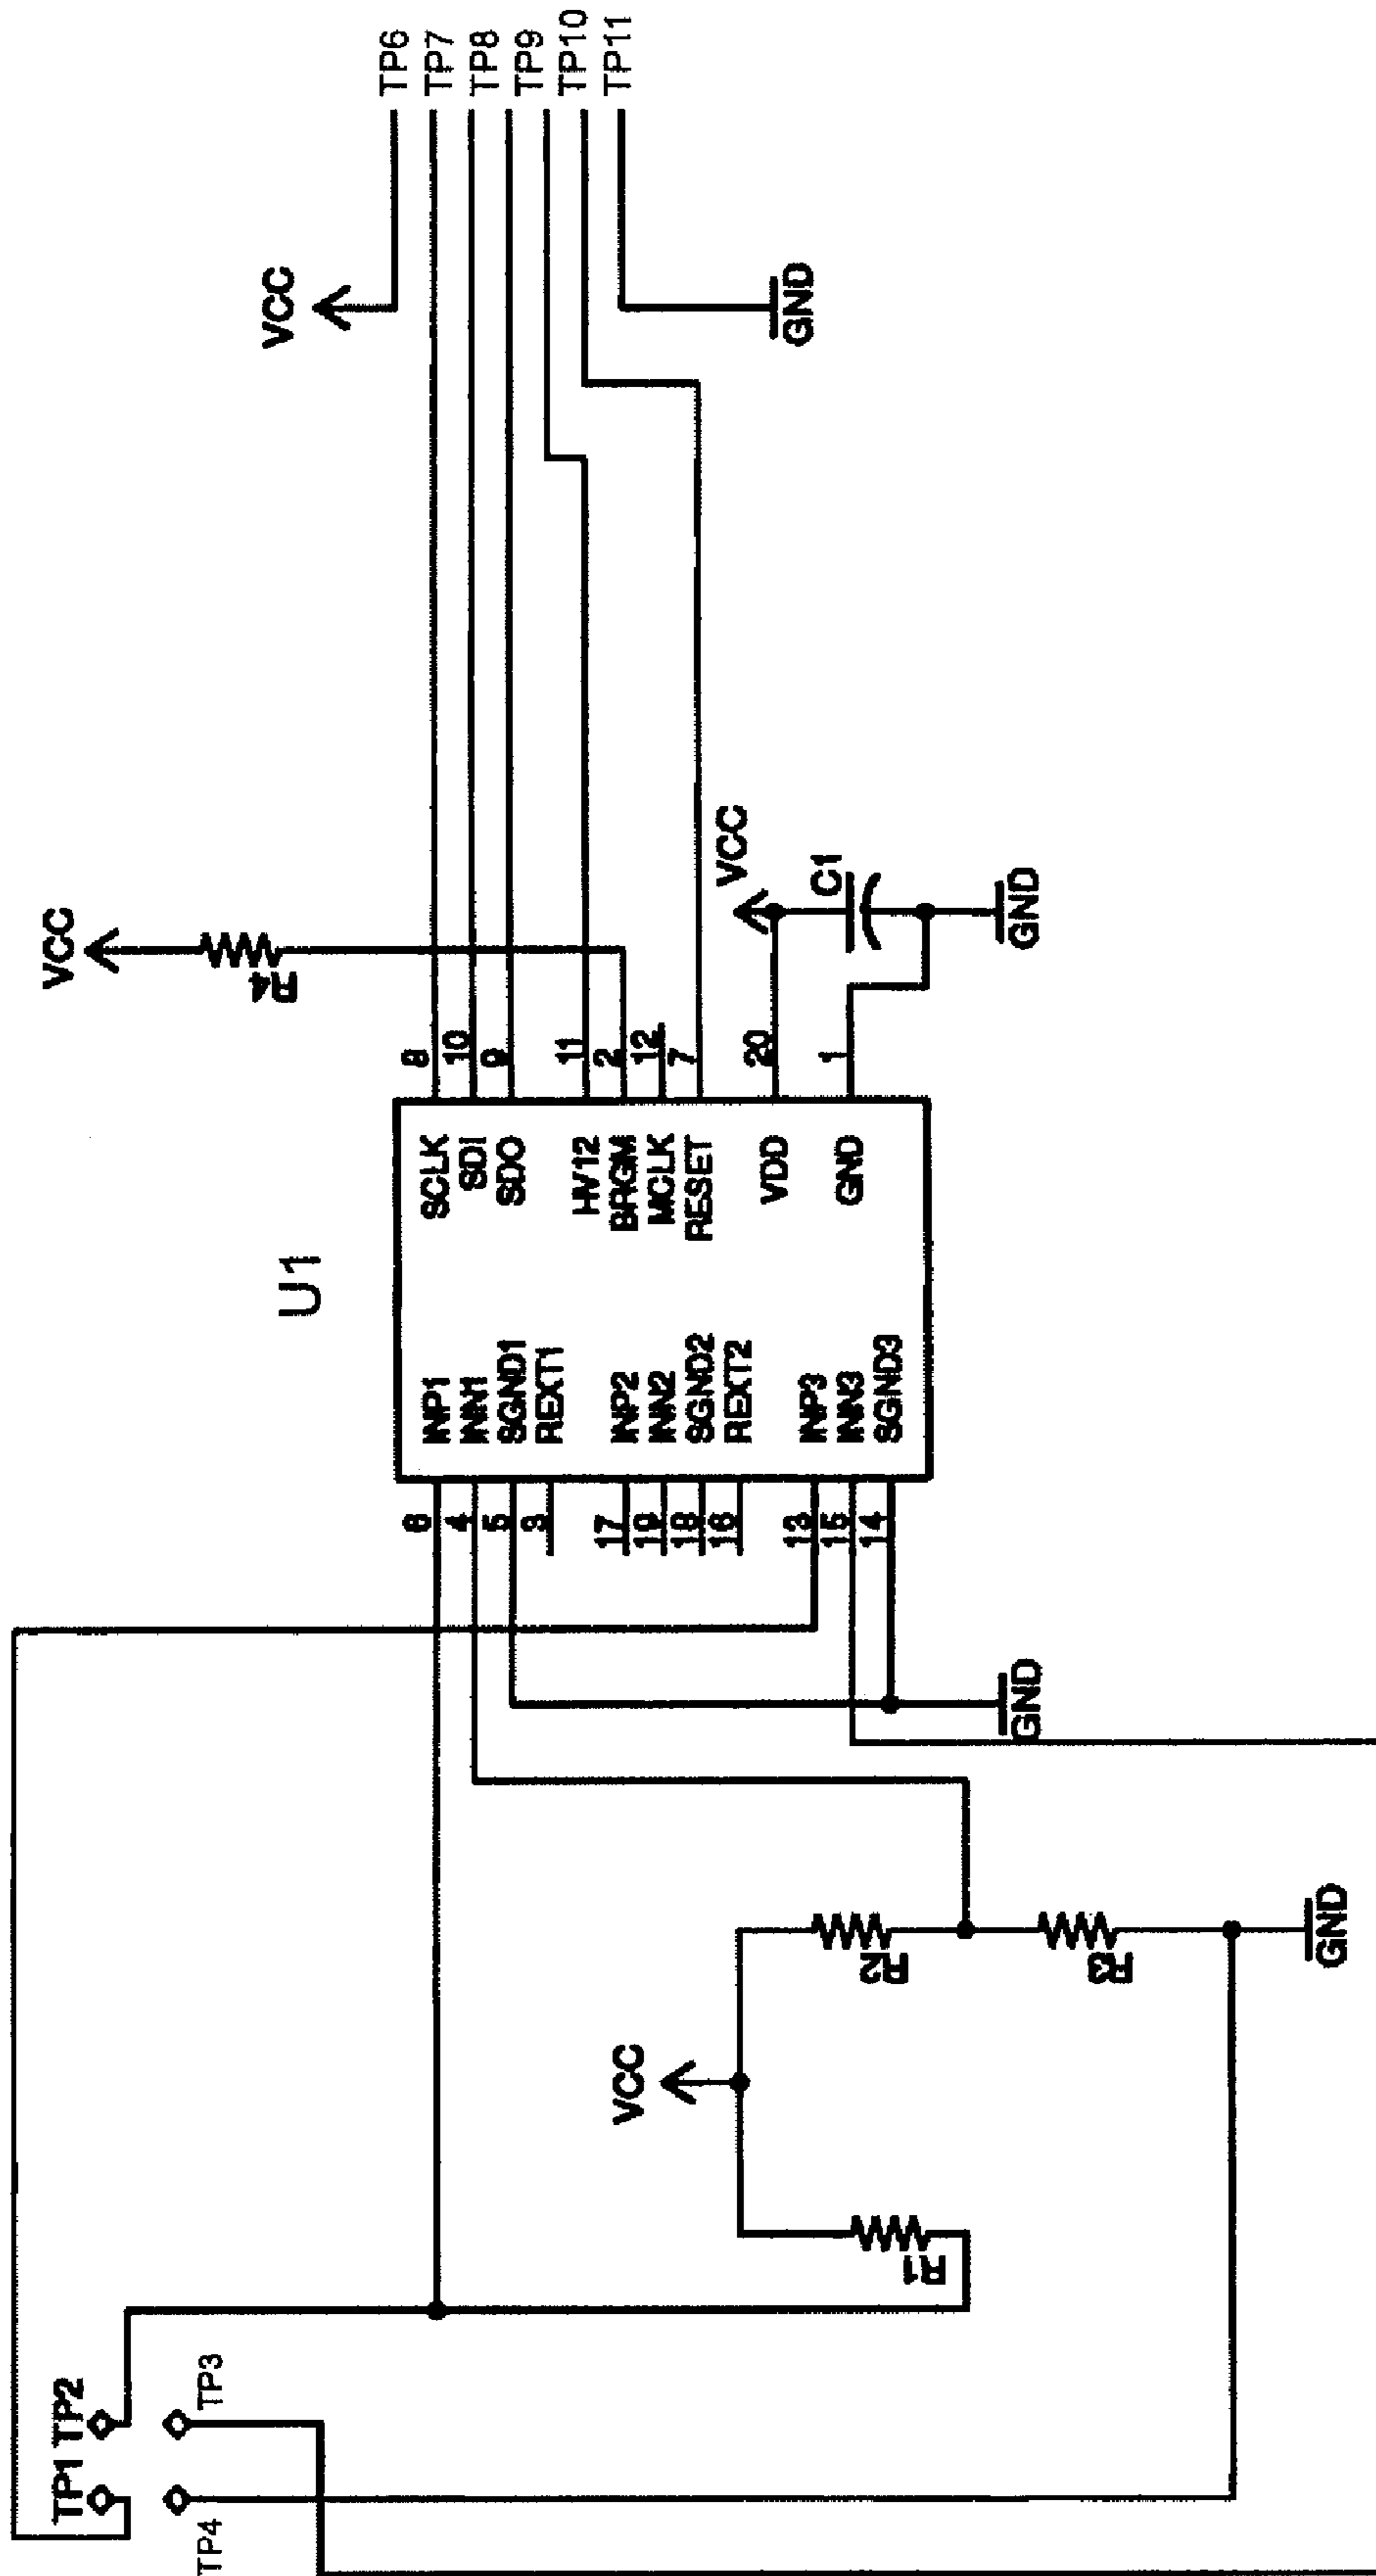 TP6
TP7
TP8
TP9
TP10
TP11
VCC
GND
VCC
R4
VCC
C1
GND
8
10
9
11
2
12
7
20
1
U1
SCLK
SDI
SDO
HV12
BRGM
MCLK
RESET
VDD
GND
INP1
INN1
SGND1
REXT1
INP2
INN2
SGND2
REXT2
INP3
INN3
SGND3
6
4
5
3
17
19
18
16
13
15
14
GND
VCC
R2
R3
GND
R1
TP1 TP2
TP3
TP4